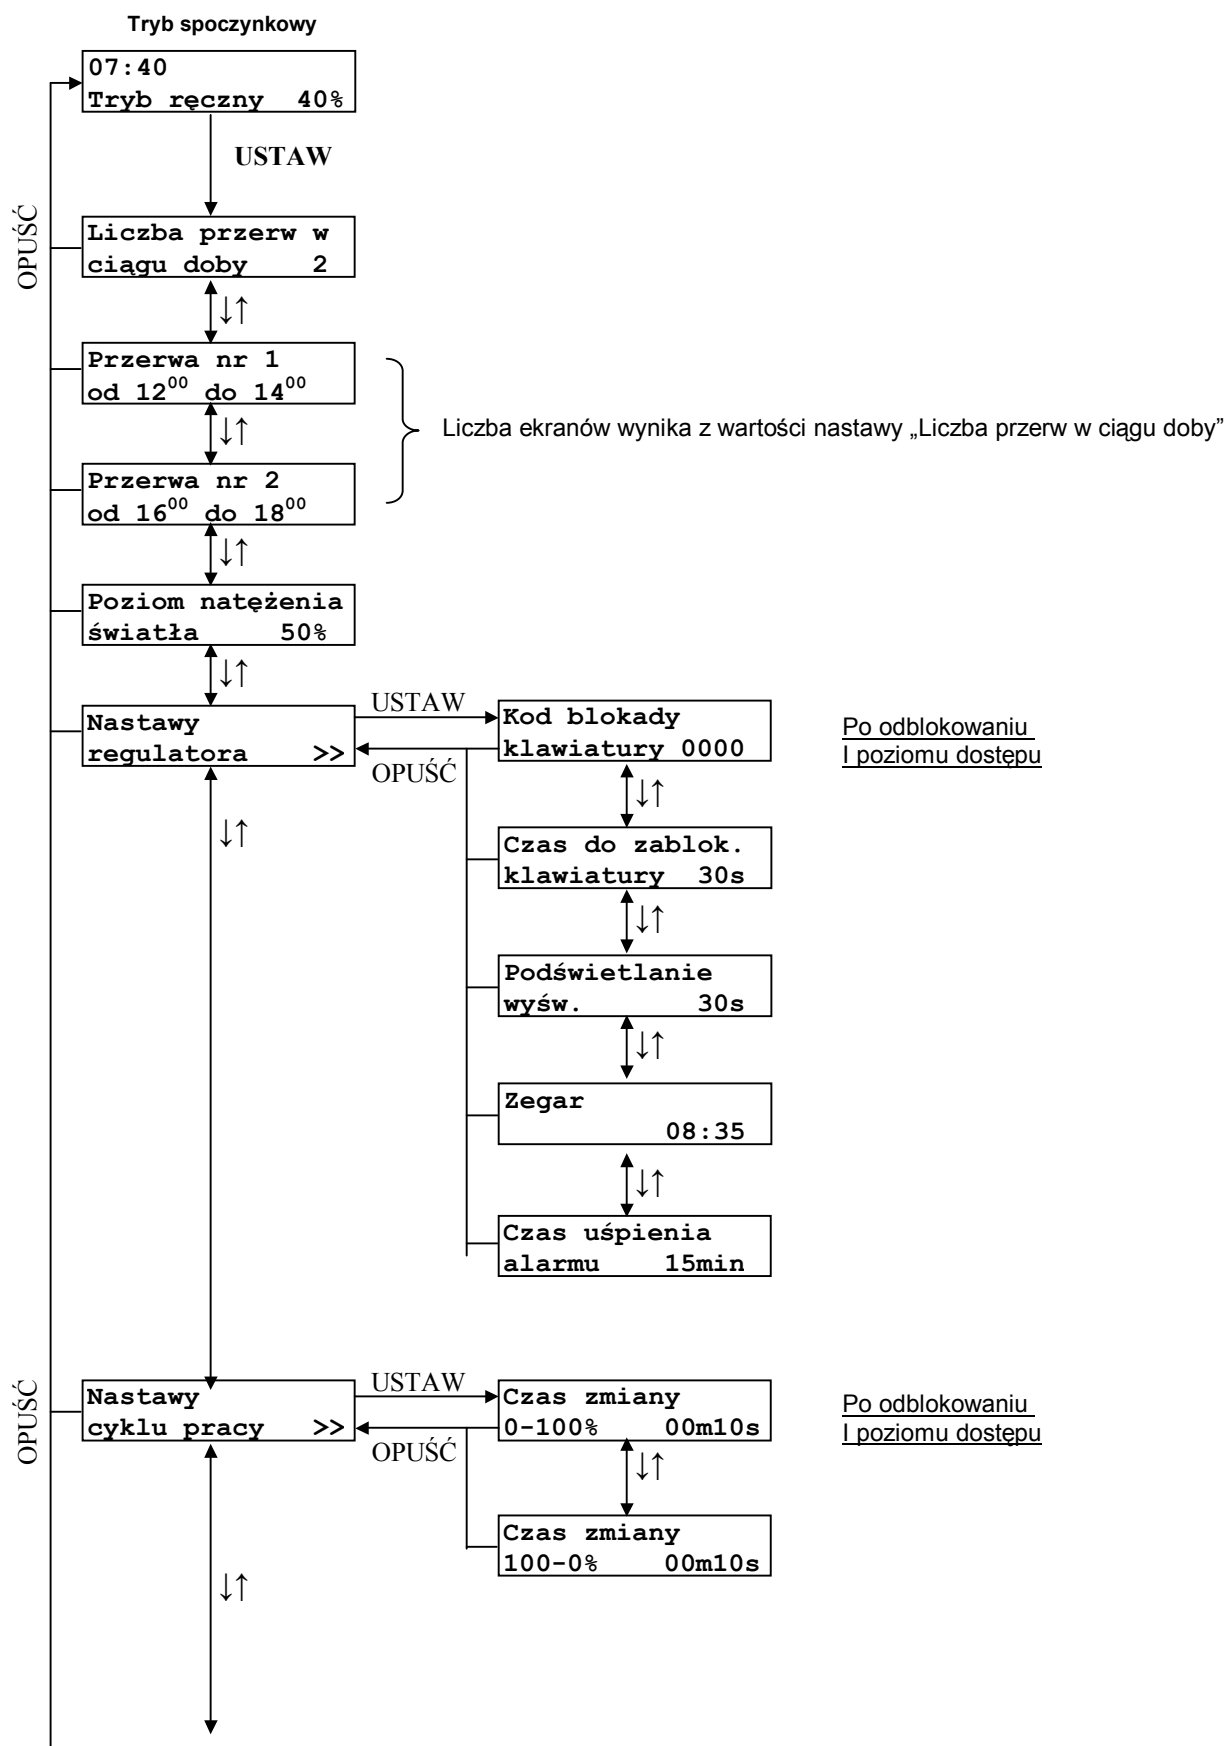 Tryb spoczynkowy
07:40
Tryb ręczny 40%
USTAW
OPUŚĆ
Liczba przerw w
ciągu doby 2
↓↑
Przerwa nr 1
od 12⁰⁰ do 14⁰⁰
↓↑
Liczba ekranów wynika z wartości nastawy „Liczba przerw w ciągu doby”
Przerwa nr 2
od 16⁰⁰ do 18⁰⁰
↓↑
Poziom natężenia
światła 50%
↓↑
Nastawy
regulatora >>
USTAW
OPUŚĆ
Kod blokady
klawiatury 0000
Po odblokowaniu
I poziomu dostępu
↓↑
↓↑
Czas do zablok.
klawiatury 30s
↓↑
Podświetlanie
wyśw. 30s
↓↑
Zegar
08:35
↓↑
Czas uśpienia
alarmu 15min
OPUŚĆ
Nastawy
cyklu pracy >>
USTAW
OPUŚĆ
Czas zmiany
0-100% 00m10s
Po odblokowaniu
I poziomu dostępu
↓↑
Czas zmiany
100-0% 00m10s
↓↑